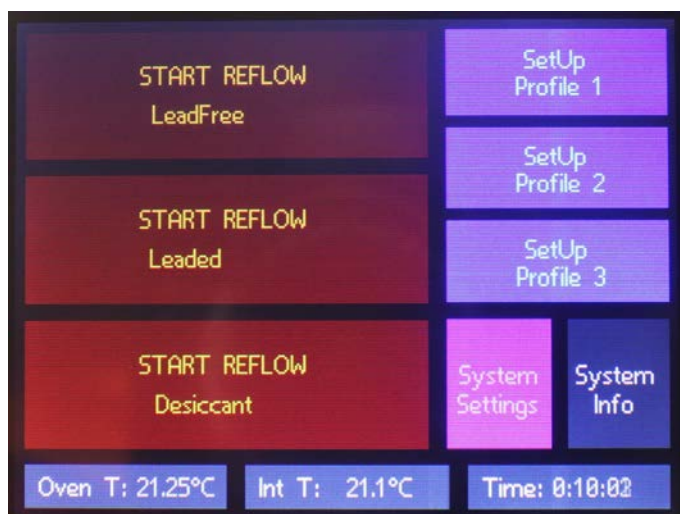 START REFLOW
LeadFree
SetUp
Profile 1
START REFLOW
Leaded
SetUp
Profile 2
SetUp
Profile 3
START REFLOW
Desiccant
System
Settings
System
Info
Oven T: 21.25°C
Int T: 21.1°C
Time: 0:10:02